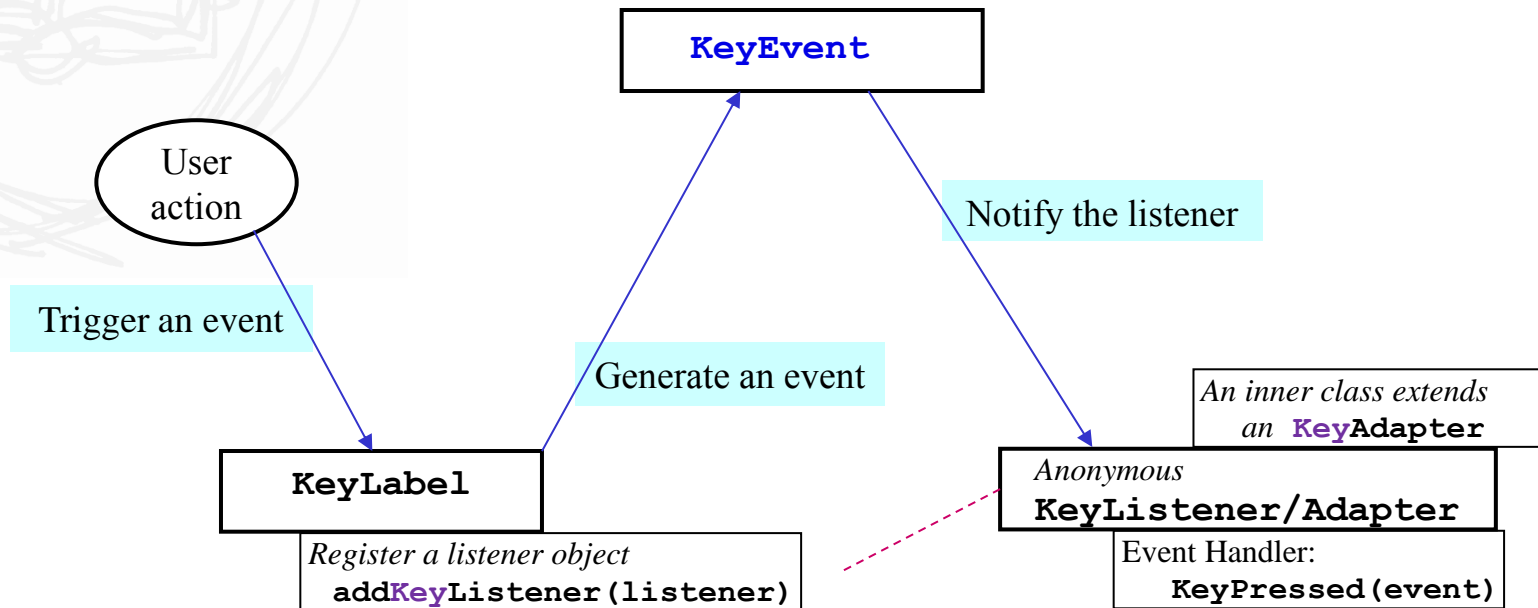 KeyEvent
User
action
Notify the listener
Trigger an event
Generate an event
An inner class extends
an KeyAdapter
KeyLabel
Anonymous
KeyListener/Adapter
Register a listener object
addKeyListener(listener)
Event Handler:
KeyPressed(event)